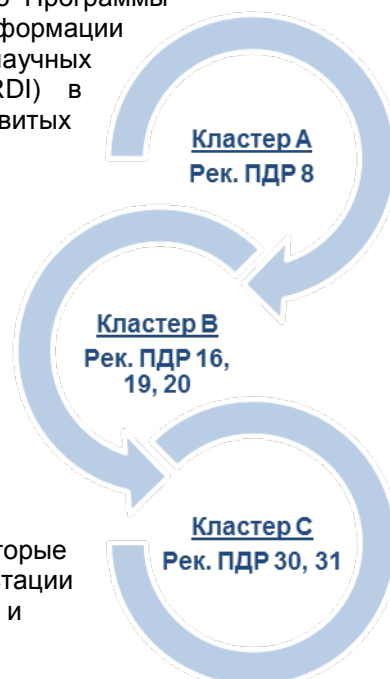 Программы
формации
научных
RDI) в
витых
Кластер A
Рек. ПДР 8
Кластер B
Рек. ПДР 16,
19, 20
Кластер C
Рек. ПДР 30, 31
торые
тации
и